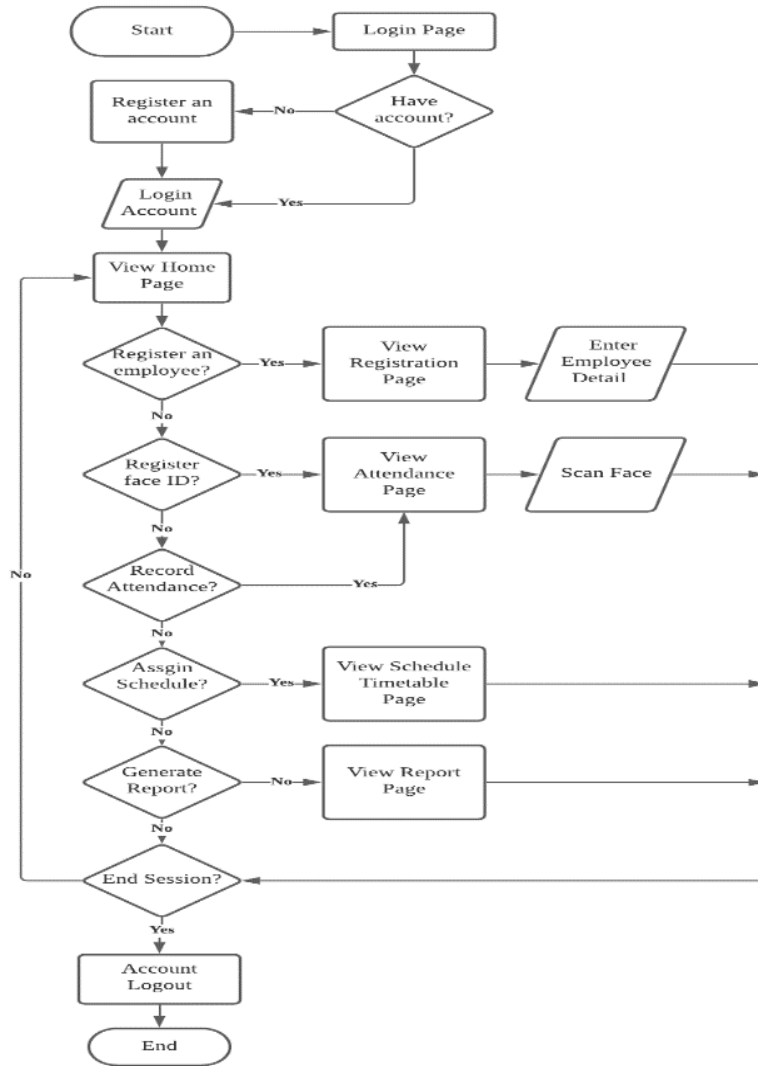 Start
Login Page
Have
account?
No
Register an
account
Login
Account
Yes
View Home
Page
Register an
employee?
Yes
View
Registration
Page
Enter
Employee
Detail
No
Register
face ID?
Yes
View
Attendance
Page
Scan Face
No
Record
Attendance?
Yes
No
No
Assgin
Schedule?
Yes
View Schedule
Timetable
Page
No
Generate
Report?
No
View Report
Page
No
End Session?
Yes
Account
Logout
End